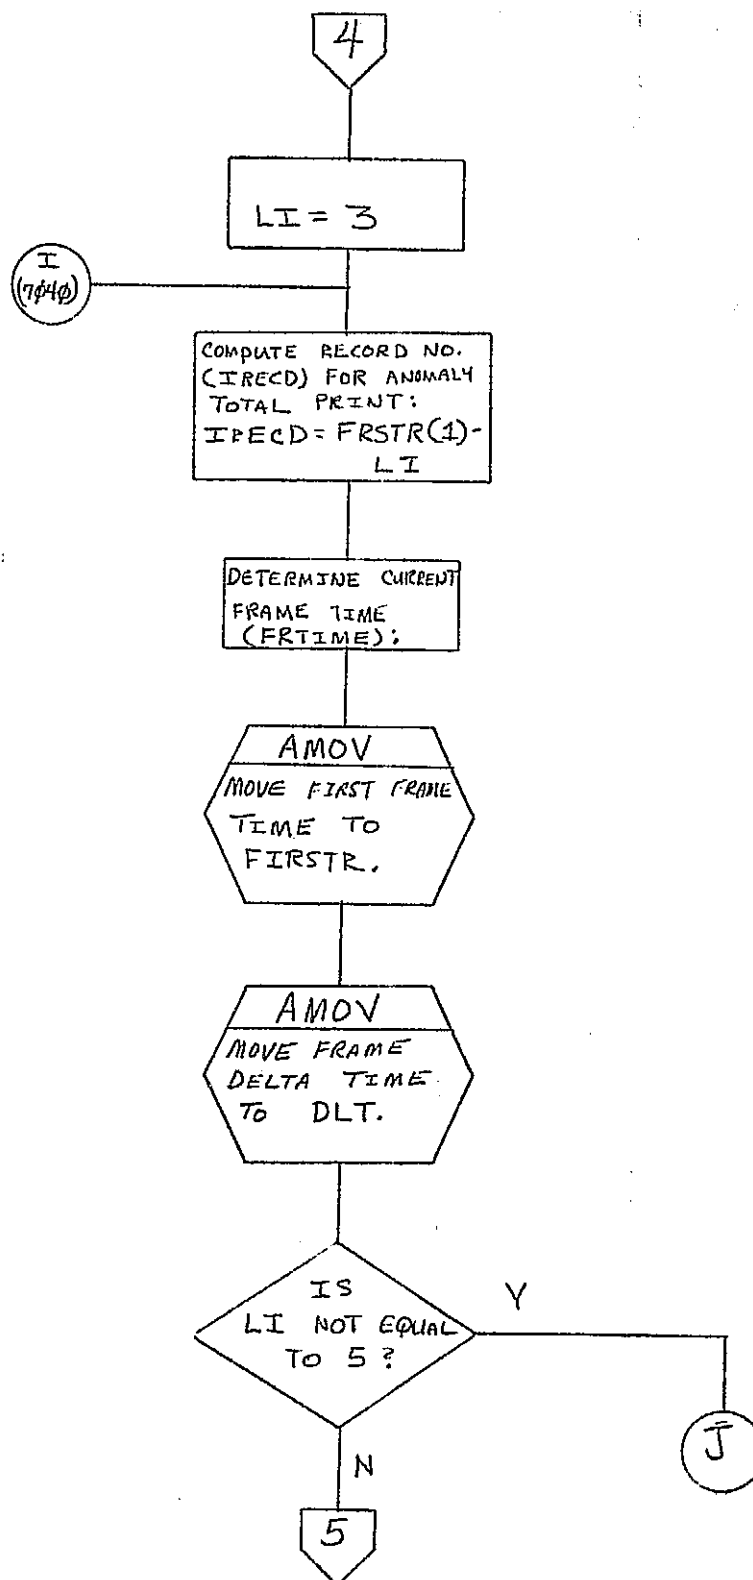 4
LI = 3
I
(7φ4φ)
COMPUTE RECORD NO.
(IRECD) FOR ANOMALY
TOTAL PRINT:
IRECD = FRSTR(1)-
LI
DETERMINE CURRENT
FRAME TIME
(FRTIME):
AMOV
MOVE FIRST FRAME
TIME TO
FIRSTR.
AMOV
MOVE FRAME
DELTA TIME
TO DLT.
IS
LI NOT EQUAL
TO 5?
Y
J
N
5